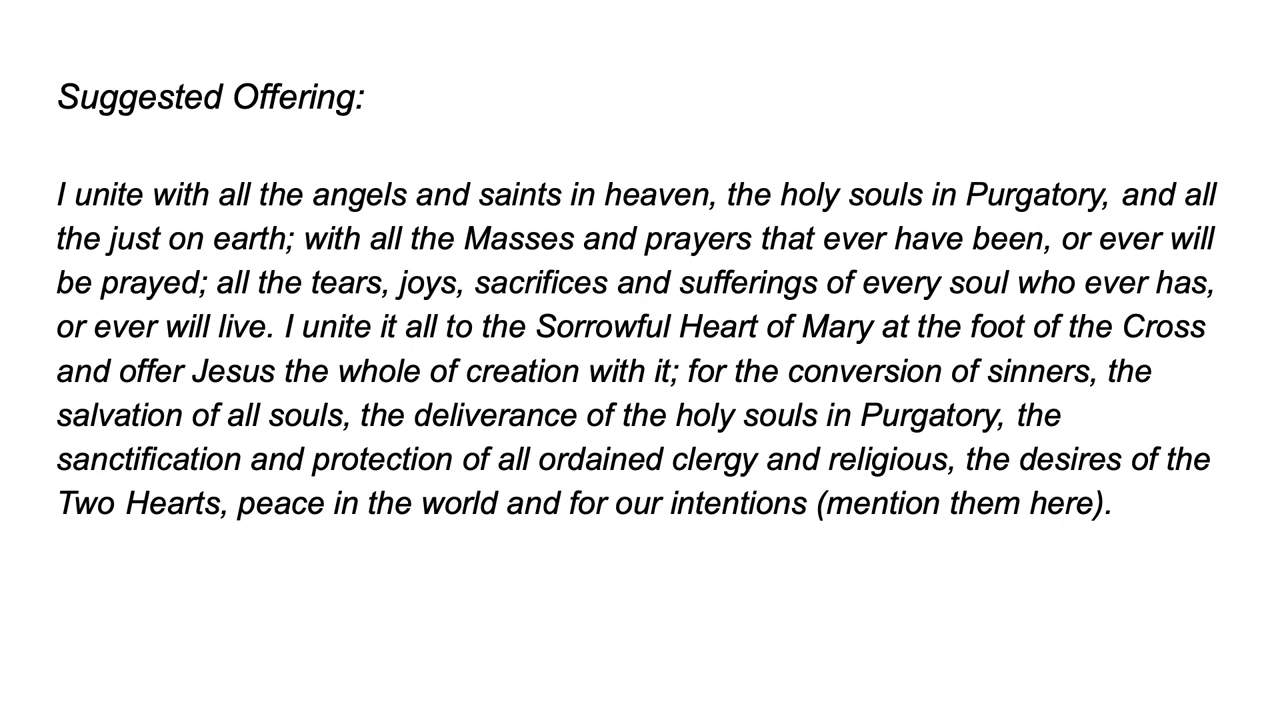 Suggested Offering:
I unite with all the angels and saints in heaven, the holy souls in Purgatory, and all
the just on earth; with all the Masses and prayers that ever have been, or ever will
be prayed; all the tears, joys, sacrifices and sufferings of every soul who ever has,
or ever will live. I unite it all to the Sorrowful Heart of Mary at the foot of the Cross
and offer Jesus the whole of creation with it; for the conversion of sinners, the
salvation of all souls, the deliverance of the holy souls in Purgatory, the
sanctification and protection of all ordained clergy and religious, the desires of the
Two Hearts, peace in the world and for our intentions (mention them here).